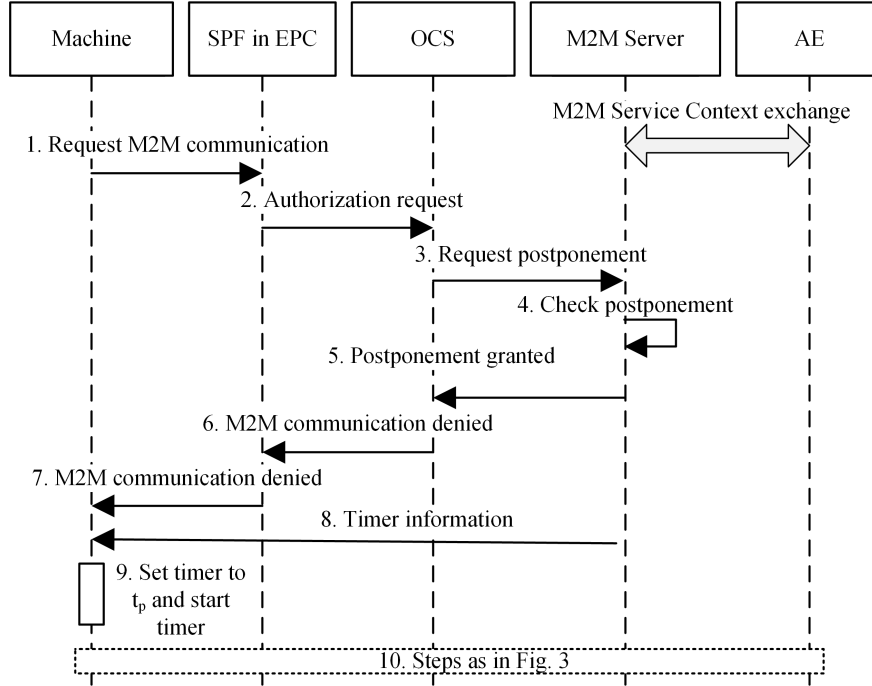 Machine
SPF in EPC
OCS
M2M Server
AE
M2M Service Context exchange
1. Request M2M communication
2. Authorization request
3. Request postponement
4. Check postponement
5. Postponement granted
6. M2M communication denied
7. M2M communication denied
8. Timer information
9. Set timer to
tₚ and start
timer
10. Steps as in Fig. 3